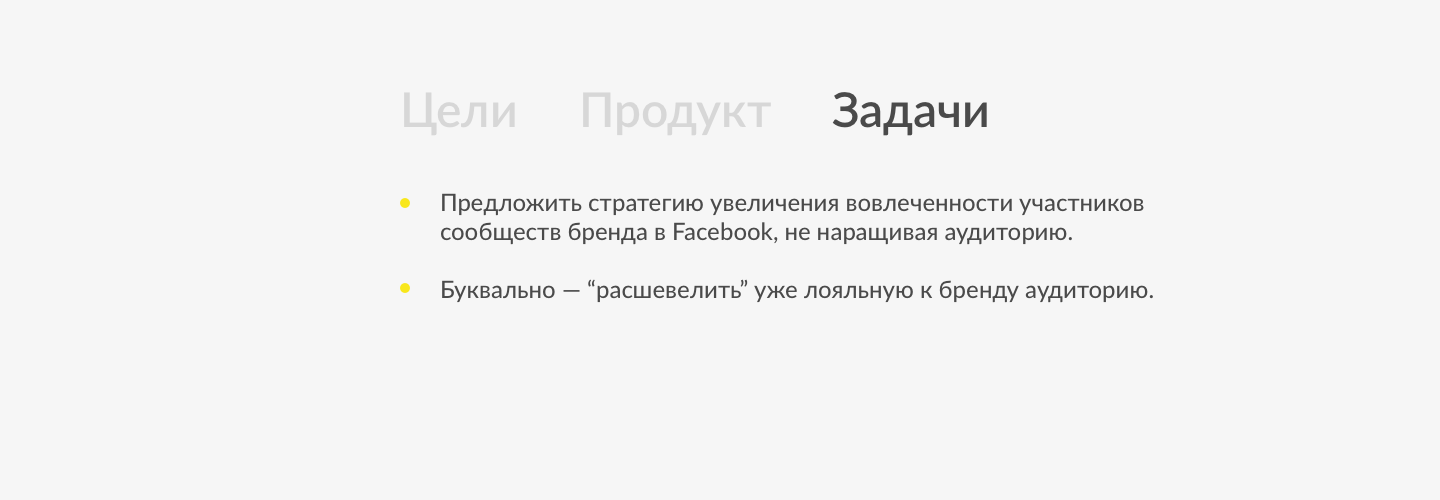 Цели Продукт Задачи
Предложить стратегию увеличения вовлеченности участников
сообществ бренда в Facebook, не наращивая аудиторию.
Буквально — “расшевелить” уже лояльную к бренду аудиторию.